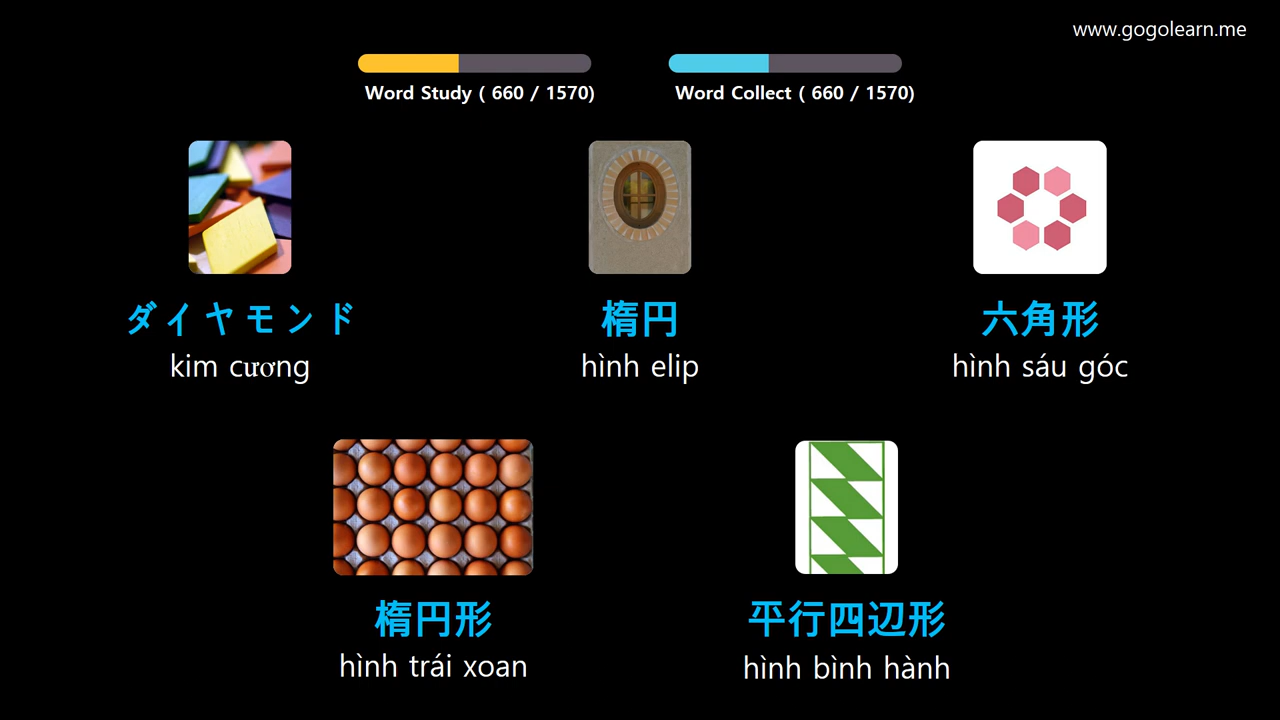 www.gogolearn.me
Word Study ( 660 / 1570)
Word Collect ( 660 / 1570)
ダイヤモンド
kim cương
楕円
hình elip
六角形
hình sáu góc
楕円形
hình trái xoan
平行四辺形
hình bình hành